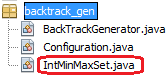 backtrack_gen
BackTrackGenerator.java
Configuration.java
IntMinMaxSet.java